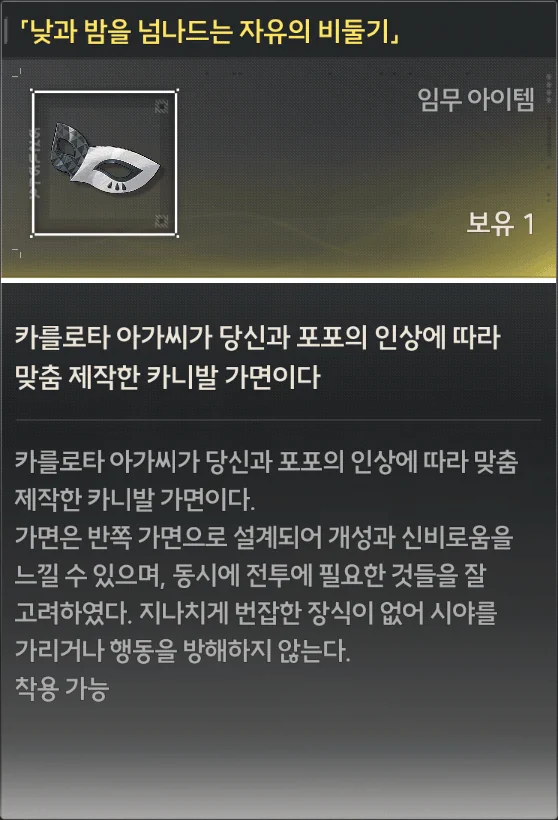 「낮과 밤을 넘나드는 자유의 비둘기」
임무 아이템
보유 1
카를로타 아가씨가 당신과 포포의 인상에 따라
맞춤 제작한 카니발 가면이다
카를로타 아가씨가 당신과 포포의 인상에 따라 맞춤
제작한 카니발 가면이다.
가면은 반쪽 가면으로 설계되어 개성과 신비로움을
느낄 수 있으며, 동시에 전투에 필요한 것들을 잘
고려하였다. 지나치게 번잡한 장식이 없어 시야를
가리거나 행동을 방해하지 않는다.
착용 가능